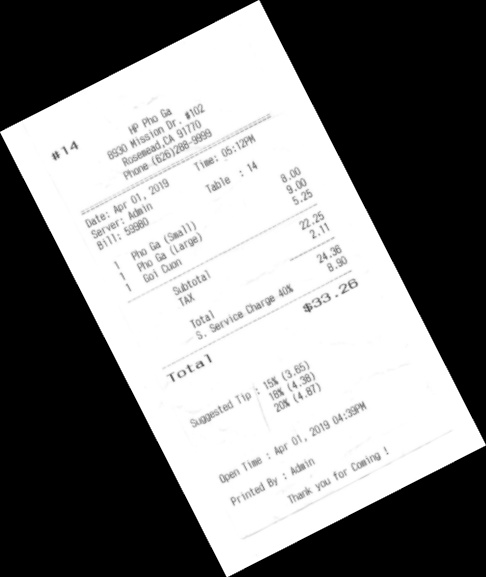 #14
HP Pho Ga
8930 Mission Dr. #102
Rosemead,CA 91770
Phone (626)288-9999
Date: Apr 01, 2019 Time: 05:12PM
Server: Admin Table : 14
Bill: 59980
1 Pho Ga (Small) 8.00
1 Pho Ga (Large) 9.00
1 Goi Cuon 5.25
Subtotal 22.25
TAX 2.11
Total 24.36
S. Service Charge 40% 8.90
Total $33.26
Suggested Tip : 15% (3.65)
18% (4.38)
20% (4.87)
Open Time : Apr 01, 2019 04:39PM
Printed By : Admin
Thank you for Coming !